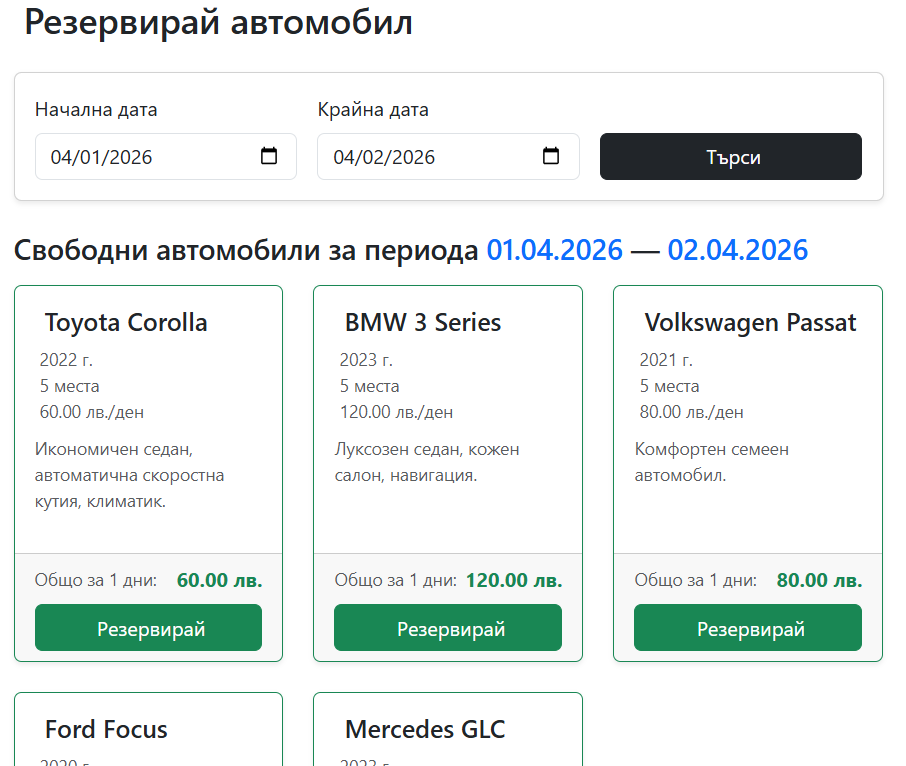 Резервирай автомобил
Начална дата
Крайна дата
04/01/2026
04/02/2026
Търси
Свободни автомобили за периода 01.04.2026 — 02.04.2026
Toyota Corolla
2022 г.
5 места
60.00 лв./ден
Икономичен седан,
автоматична скоростна
кутия, климатик.
Общо за 1 дни: 60.00 лв.
Резервирай
BMW 3 Series
2023 г.
5 места
120.00 лв./ден
Луксозен седан, кожен
салон, навигация.
Общо за 1 дни: 120.00 лв.
Резервирай
Volkswagen Passat
2021 г.
5 места
80.00 лв./ден
Комфортен семеен
автомобил.
Общо за 1 дни: 80.00 лв.
Резервирай
Ford Focus
2020 г.
Mercedes GLC
2023 г.